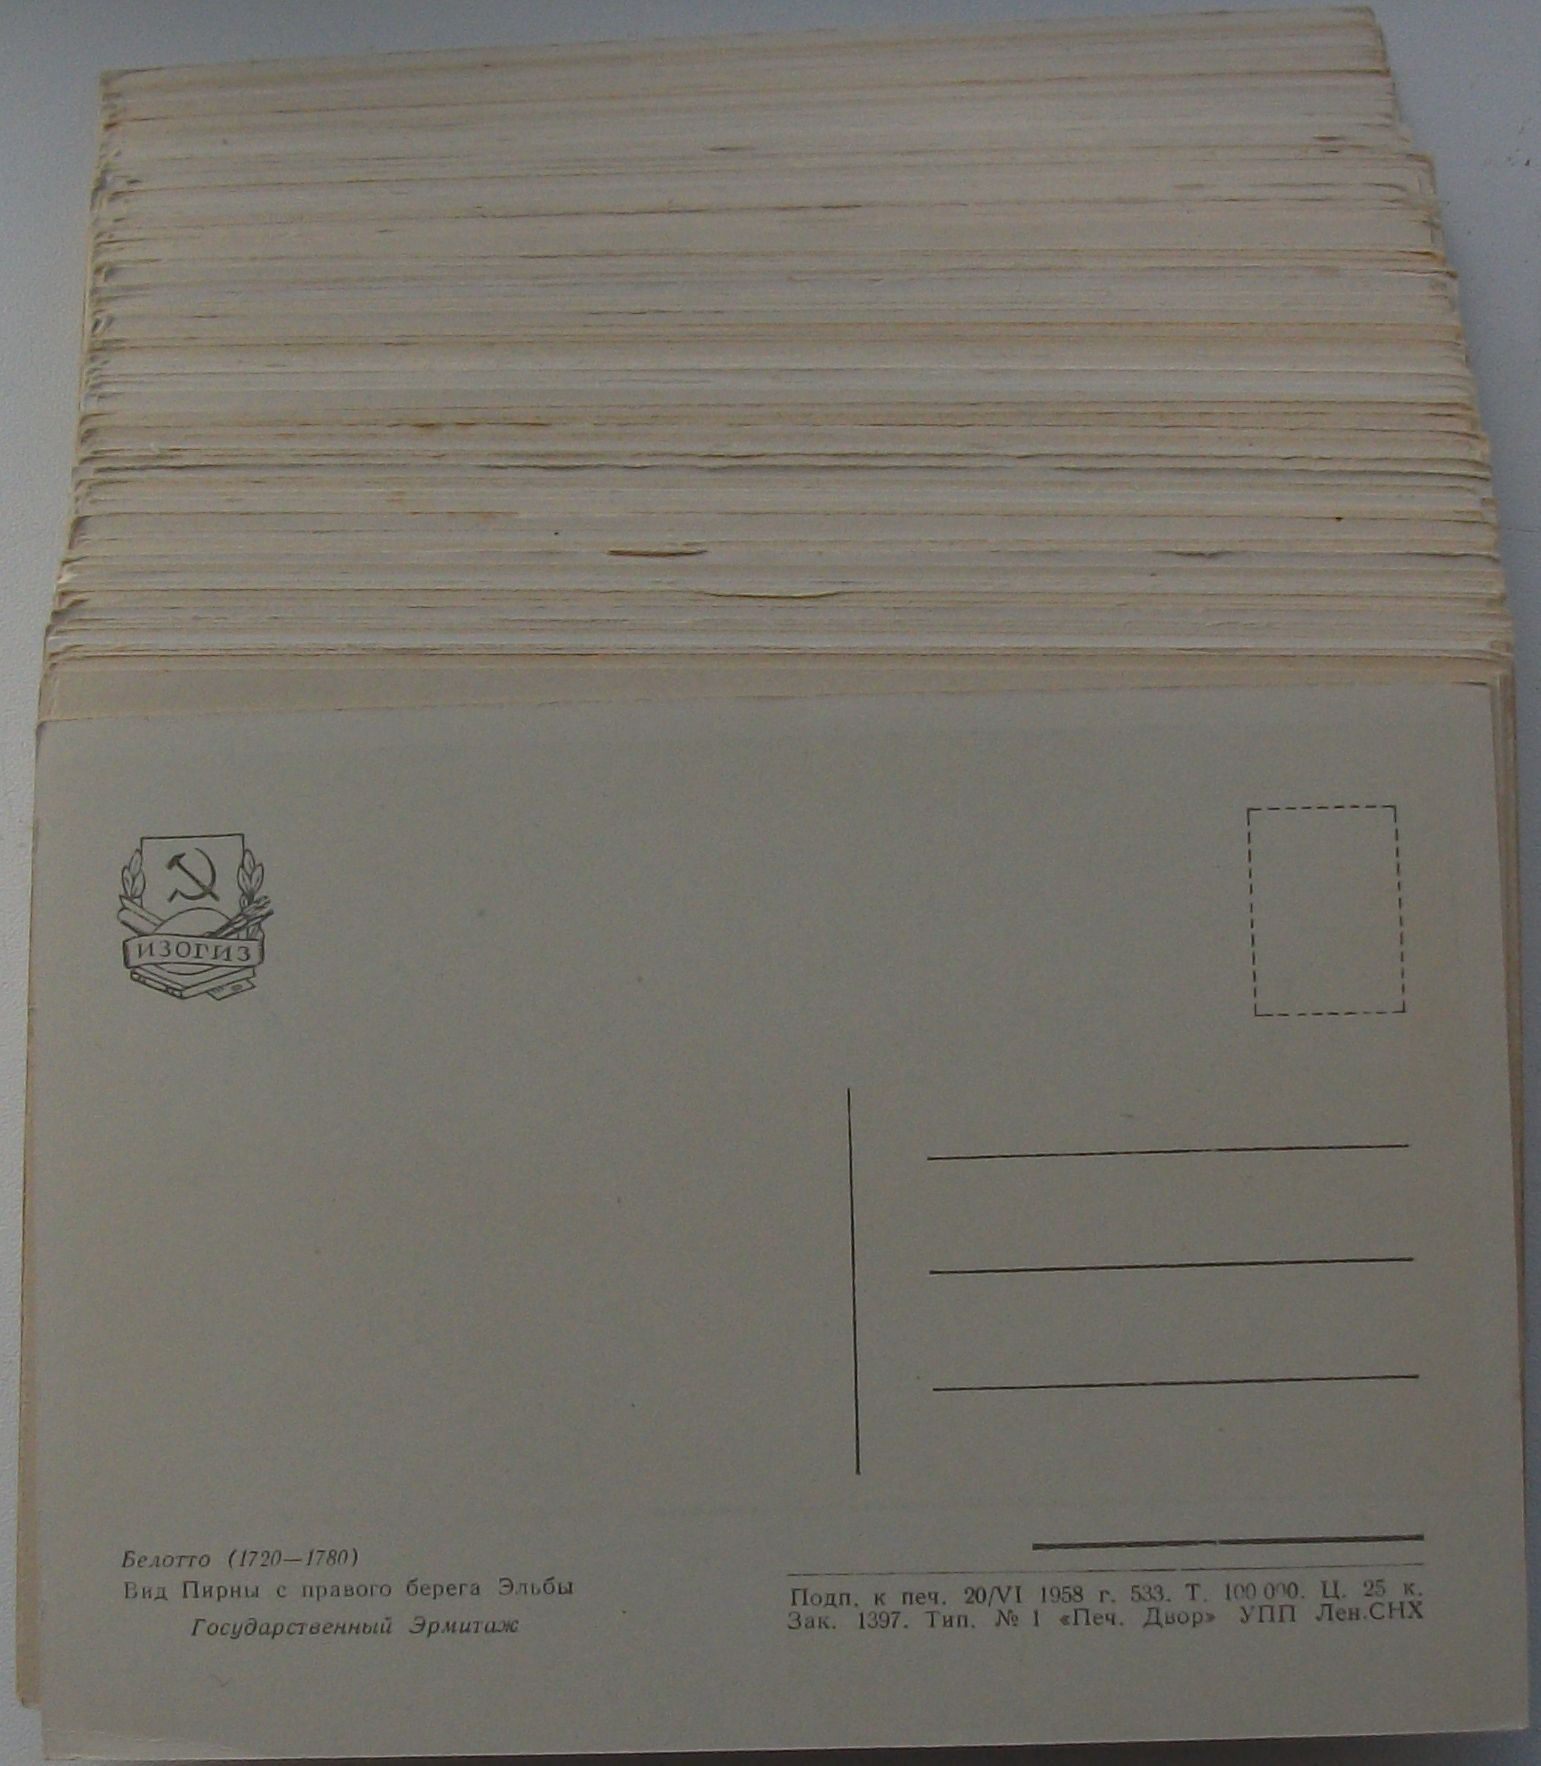 ИЗОГИЗ
Белотто (1720—1780)
Вид Пирны с правого берега Эльбы
Государственный Эрмитаж
Подп. к печ. 20/VI 1958 г. 533. Т. 100 000. Ц. 25 к.
Зак. 1397. Тип. № 1 «Печ. Двор» УПП Лен.СНХ